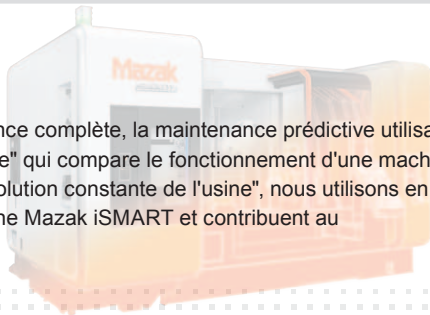 Mazak
nce complète, la maintenance prédictive utilisa
e" qui compare le fonctionnement d'une mach
olution constante de l'usine", nous utilisons en
ne Mazak iSMART et contribuent au